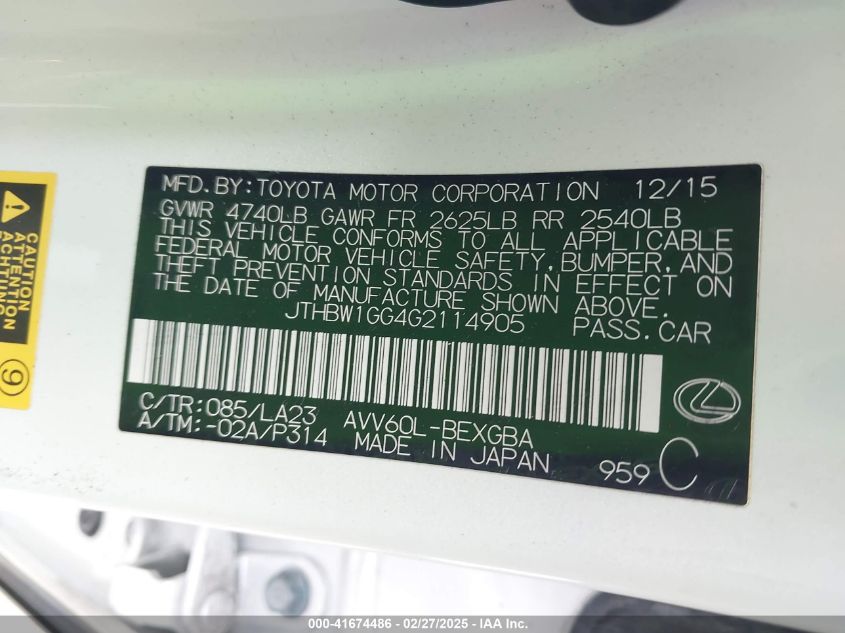 MFD.BY:TOYOTA MOTOR CORPORATION 12/15
GVWR 4740LB GAWR FR 2625LB RR 2540LB
THIS VEHICLE CONFORMS TO ALL APPLICABLE
FEDERAL MOTOR VEHICLE SAFETY,BUMPER,AND
THEFT PREVENTION STANDARDS IN EFFECT ON
THE DATE OF MANUFACTURE SHOWN ABOVE.
JTHBW1GG4G2114905 PASS.CAR
C/TR:085/LA23 AVV60L-BEXGBA
A/TM:-02A/P314 MADE IN JAPAN 959 C
CAUTION
ATTENTION
ACHTUNG
9
000-41674486 - 02/27/2025 - IAA Inc.